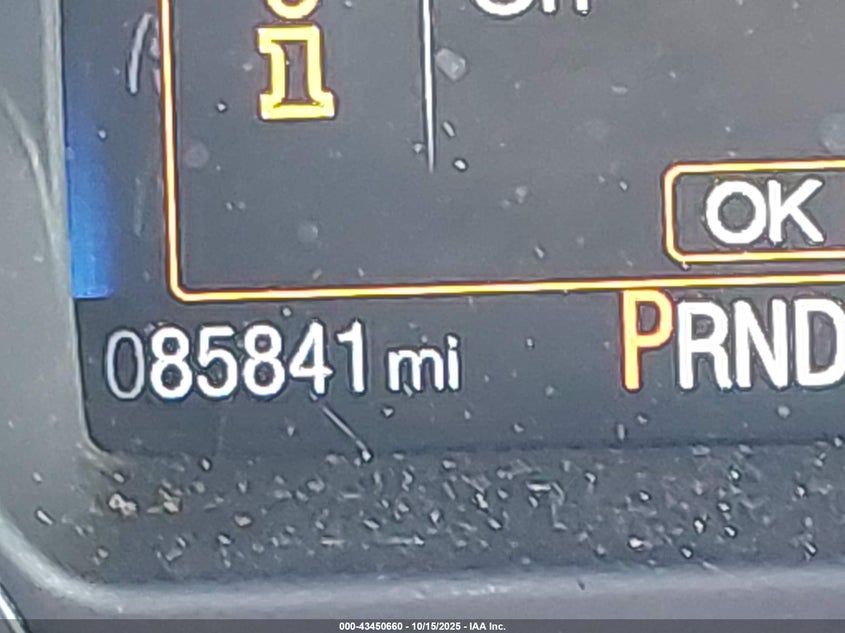 OK
085841 mi
PRND
000-43450660 - 10/15/2025 - IAA Inc.